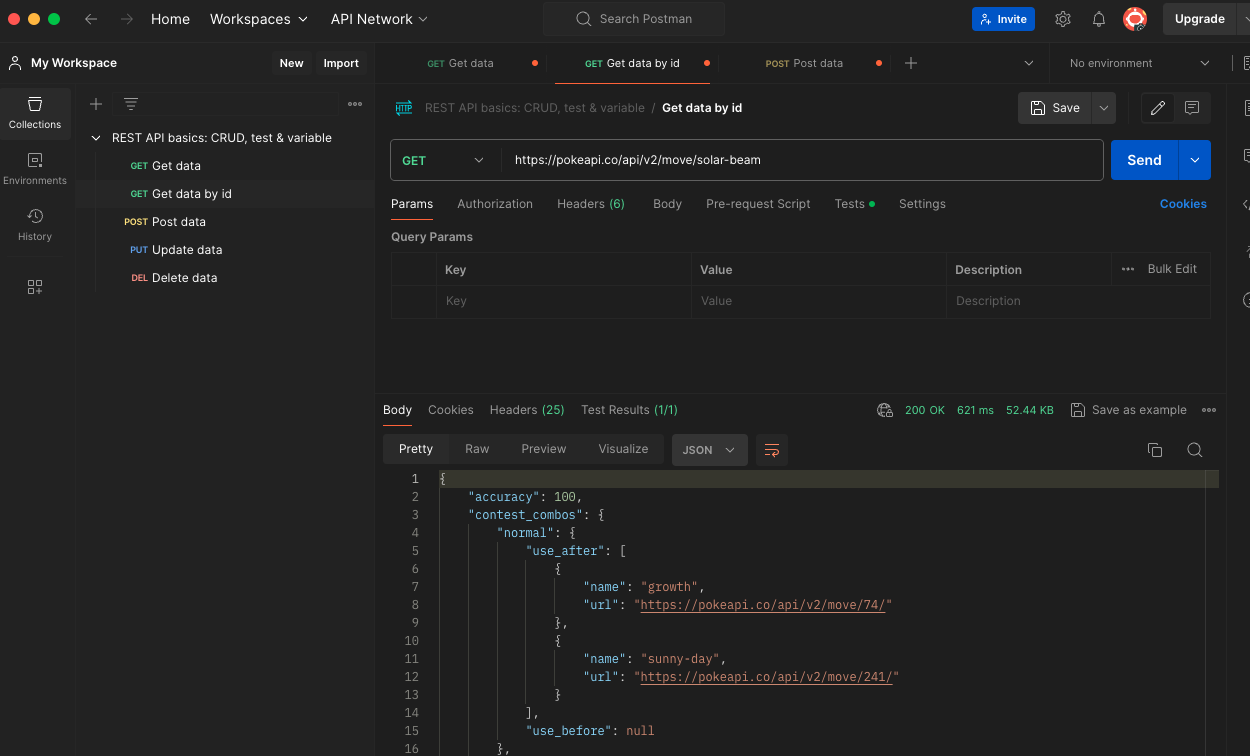 Home Workspaces API Network Search Postman Invite Upgrade
My Workspace New Import GET Get data GET Get data by id POST Post data No environment
Collections
Environments
History
REST API basics: CRUD, test & variable
GET Get data
GET Get data by id
POST Post data
PUT Update data
DEL Delete data
HTTP REST API basics: CRUD, test & variable / Get data by id Save
GET https://pokeapi.co/api/v2/move/solar-beam Send
Params Authorization Headers (6) Body Pre-request Script Tests Settings Cookies
Query Params
Key Value Description Bulk Edit
Key Value Description
Body Cookies Headers (25) Test Results (1/1) 200 OK 621 ms 52.44 KB Save as example
Pretty Raw Preview Visualize JSON
1 {
2 "accuracy": 100,
3 "contest_combos": {
4 "normal": {
5 "use_after": [
6 {
7 "name": "growth",
8 "url": "https://pokeapi.co/api/v2/move/74/"
9 },
10 {
11 "name": "sunny-day",
12 "url": "https://pokeapi.co/api/v2/move/241/"
13 }
14 ],
15 "use_before": null
16 },